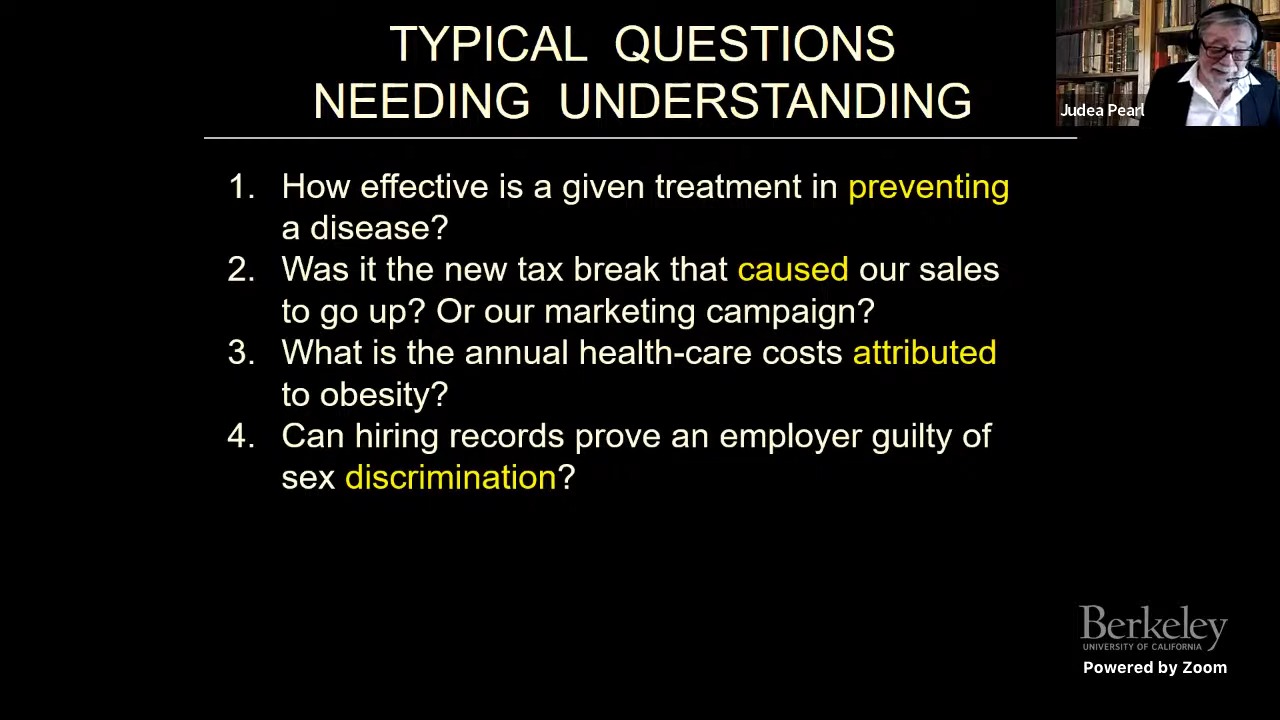 TYPICAL QUESTIONS
NEEDING UNDERSTANDING
Judea Pearl
1. How effective is a given treatment in preventing
a disease?
2. Was it the new tax break that caused our sales
to go up? Or our marketing campaign?
3. What is the annual health-care costs attributed
to obesity?
4. Can hiring records prove an employer guilty of
sex discrimination?
Berkeley
UNIVERSITY OF CALIFORNIA
Powered by Zoom